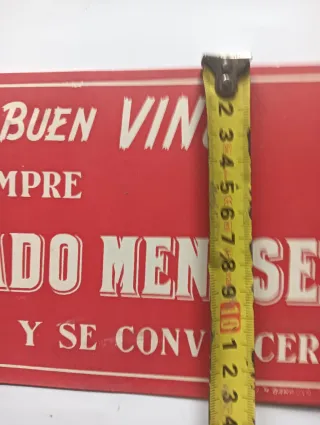 BUEN VIN
MPRE
ADO MEN SE
Y SE CONV CER
2 3 4 5 6 7 8 9 10 1 2 3 4